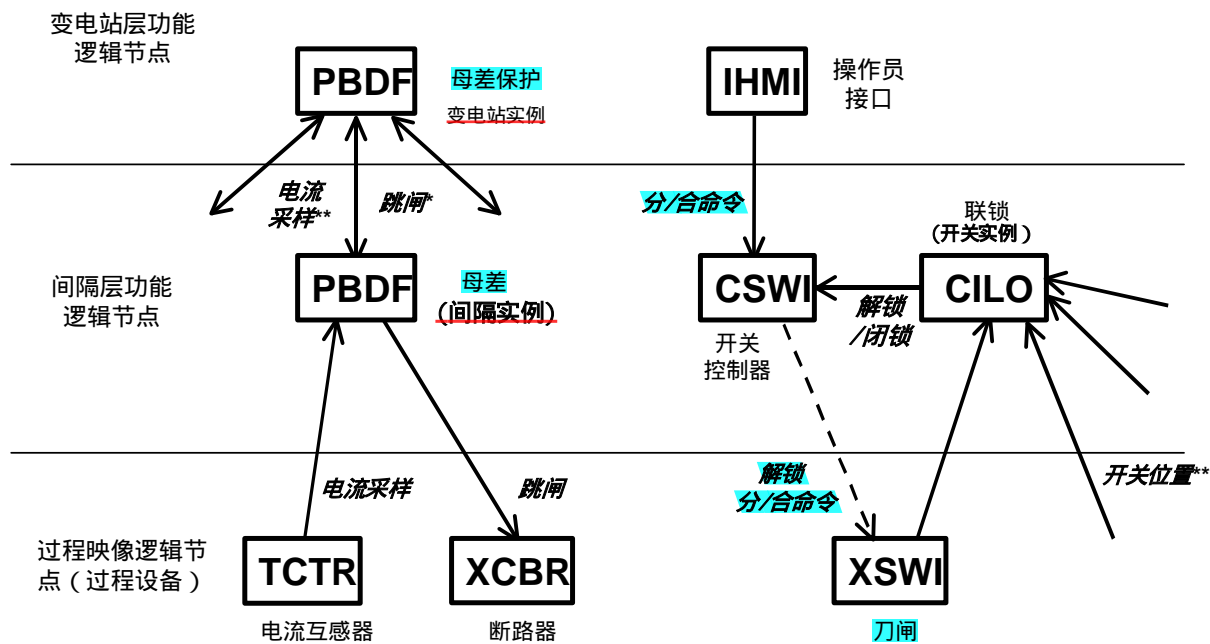 变电站层功能
逻辑节点
PBDF
母差保护
变电站实例
IHMI
操作员
接口
电流
采样**
跳闸*
分/合命令
联锁
(开关实例)
间隔层功能
逻辑节点
PBDF
母差
(间隔实例)
CSWI
CILO
解锁
/闭锁
开关
控制器
电流采样
跳闸
解锁
分/合命令
开关位置**
过程映像逻辑节
点(过程设备)
TCTR
XCBR
XSWI
电流互感器
断路器
刀闸